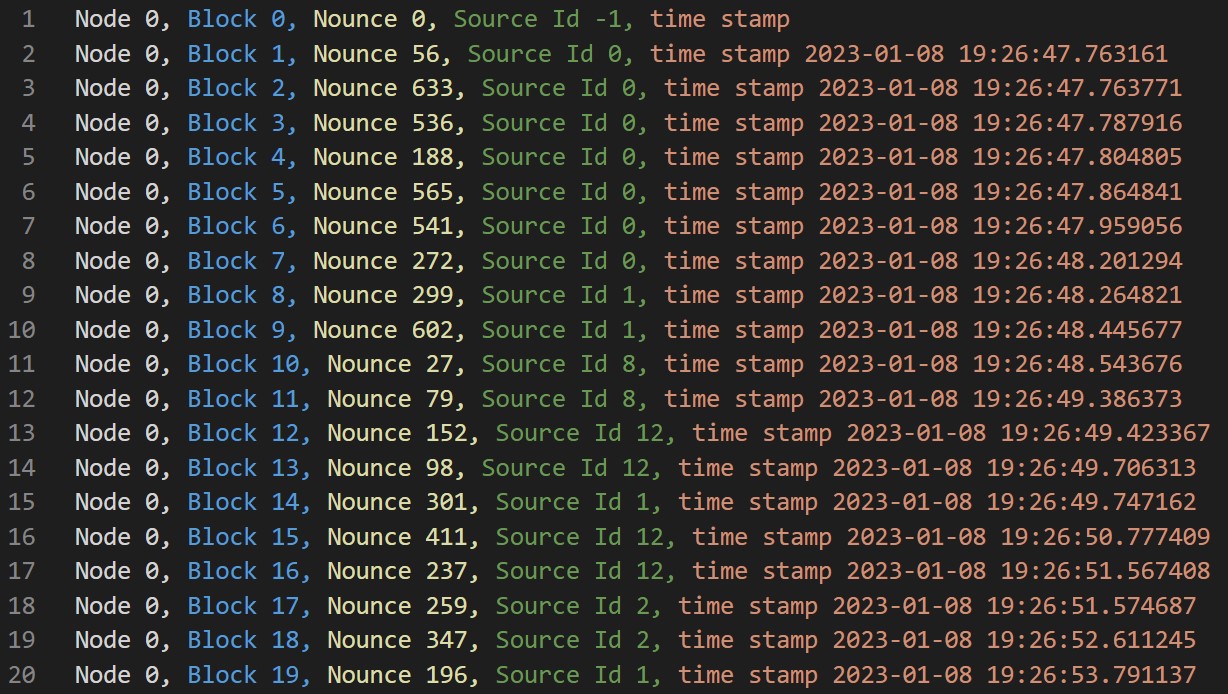 1 Node 0, Block 0, Nounce 0, Source Id -1, time stamp
2 Node 0, Block 1, Nounce 56, Source Id 0, time stamp 2023-01-08 19:26:47.763161
3 Node 0, Block 2, Nounce 633, Source Id 0, time stamp 2023-01-08 19:26:47.763771
4 Node 0, Block 3, Nounce 536, Source Id 0, time stamp 2023-01-08 19:26:47.787916
5 Node 0, Block 4, Nounce 188, Source Id 0, time stamp 2023-01-08 19:26:47.804805
6 Node 0, Block 5, Nounce 565, Source Id 0, time stamp 2023-01-08 19:26:47.864841
7 Node 0, Block 6, Nounce 541, Source Id 0, time stamp 2023-01-08 19:26:47.959056
8 Node 0, Block 7, Nounce 272, Source Id 0, time stamp 2023-01-08 19:26:48.201294
9 Node 0, Block 8, Nounce 299, Source Id 1, time stamp 2023-01-08 19:26:48.264821
10 Node 0, Block 9, Nounce 602, Source Id 1, time stamp 2023-01-08 19:26:48.445677
11 Node 0, Block 10, Nounce 27, Source Id 8, time stamp 2023-01-08 19:26:48.543676
12 Node 0, Block 11, Nounce 79, Source Id 8, time stamp 2023-01-08 19:26:49.386373
13 Node 0, Block 12, Nounce 152, Source Id 12, time stamp 2023-01-08 19:26:49.423367
14 Node 0, Block 13, Nounce 98, Source Id 12, time stamp 2023-01-08 19:26:49.706313
15 Node 0, Block 14, Nounce 301, Source Id 1, time stamp 2023-01-08 19:26:49.747162
16 Node 0, Block 15, Nounce 411, Source Id 12, time stamp 2023-01-08 19:26:50.777409
17 Node 0, Block 16, Nounce 237, Source Id 12, time stamp 2023-01-08 19:26:51.567408
18 Node 0, Block 17, Nounce 259, Source Id 2, time stamp 2023-01-08 19:26:51.574687
19 Node 0, Block 18, Nounce 347, Source Id 2, time stamp 2023-01-08 19:26:52.611245
20 Node 0, Block 19, Nounce 196, Source Id 1, time stamp 2023-01-08 19:26:53.791137